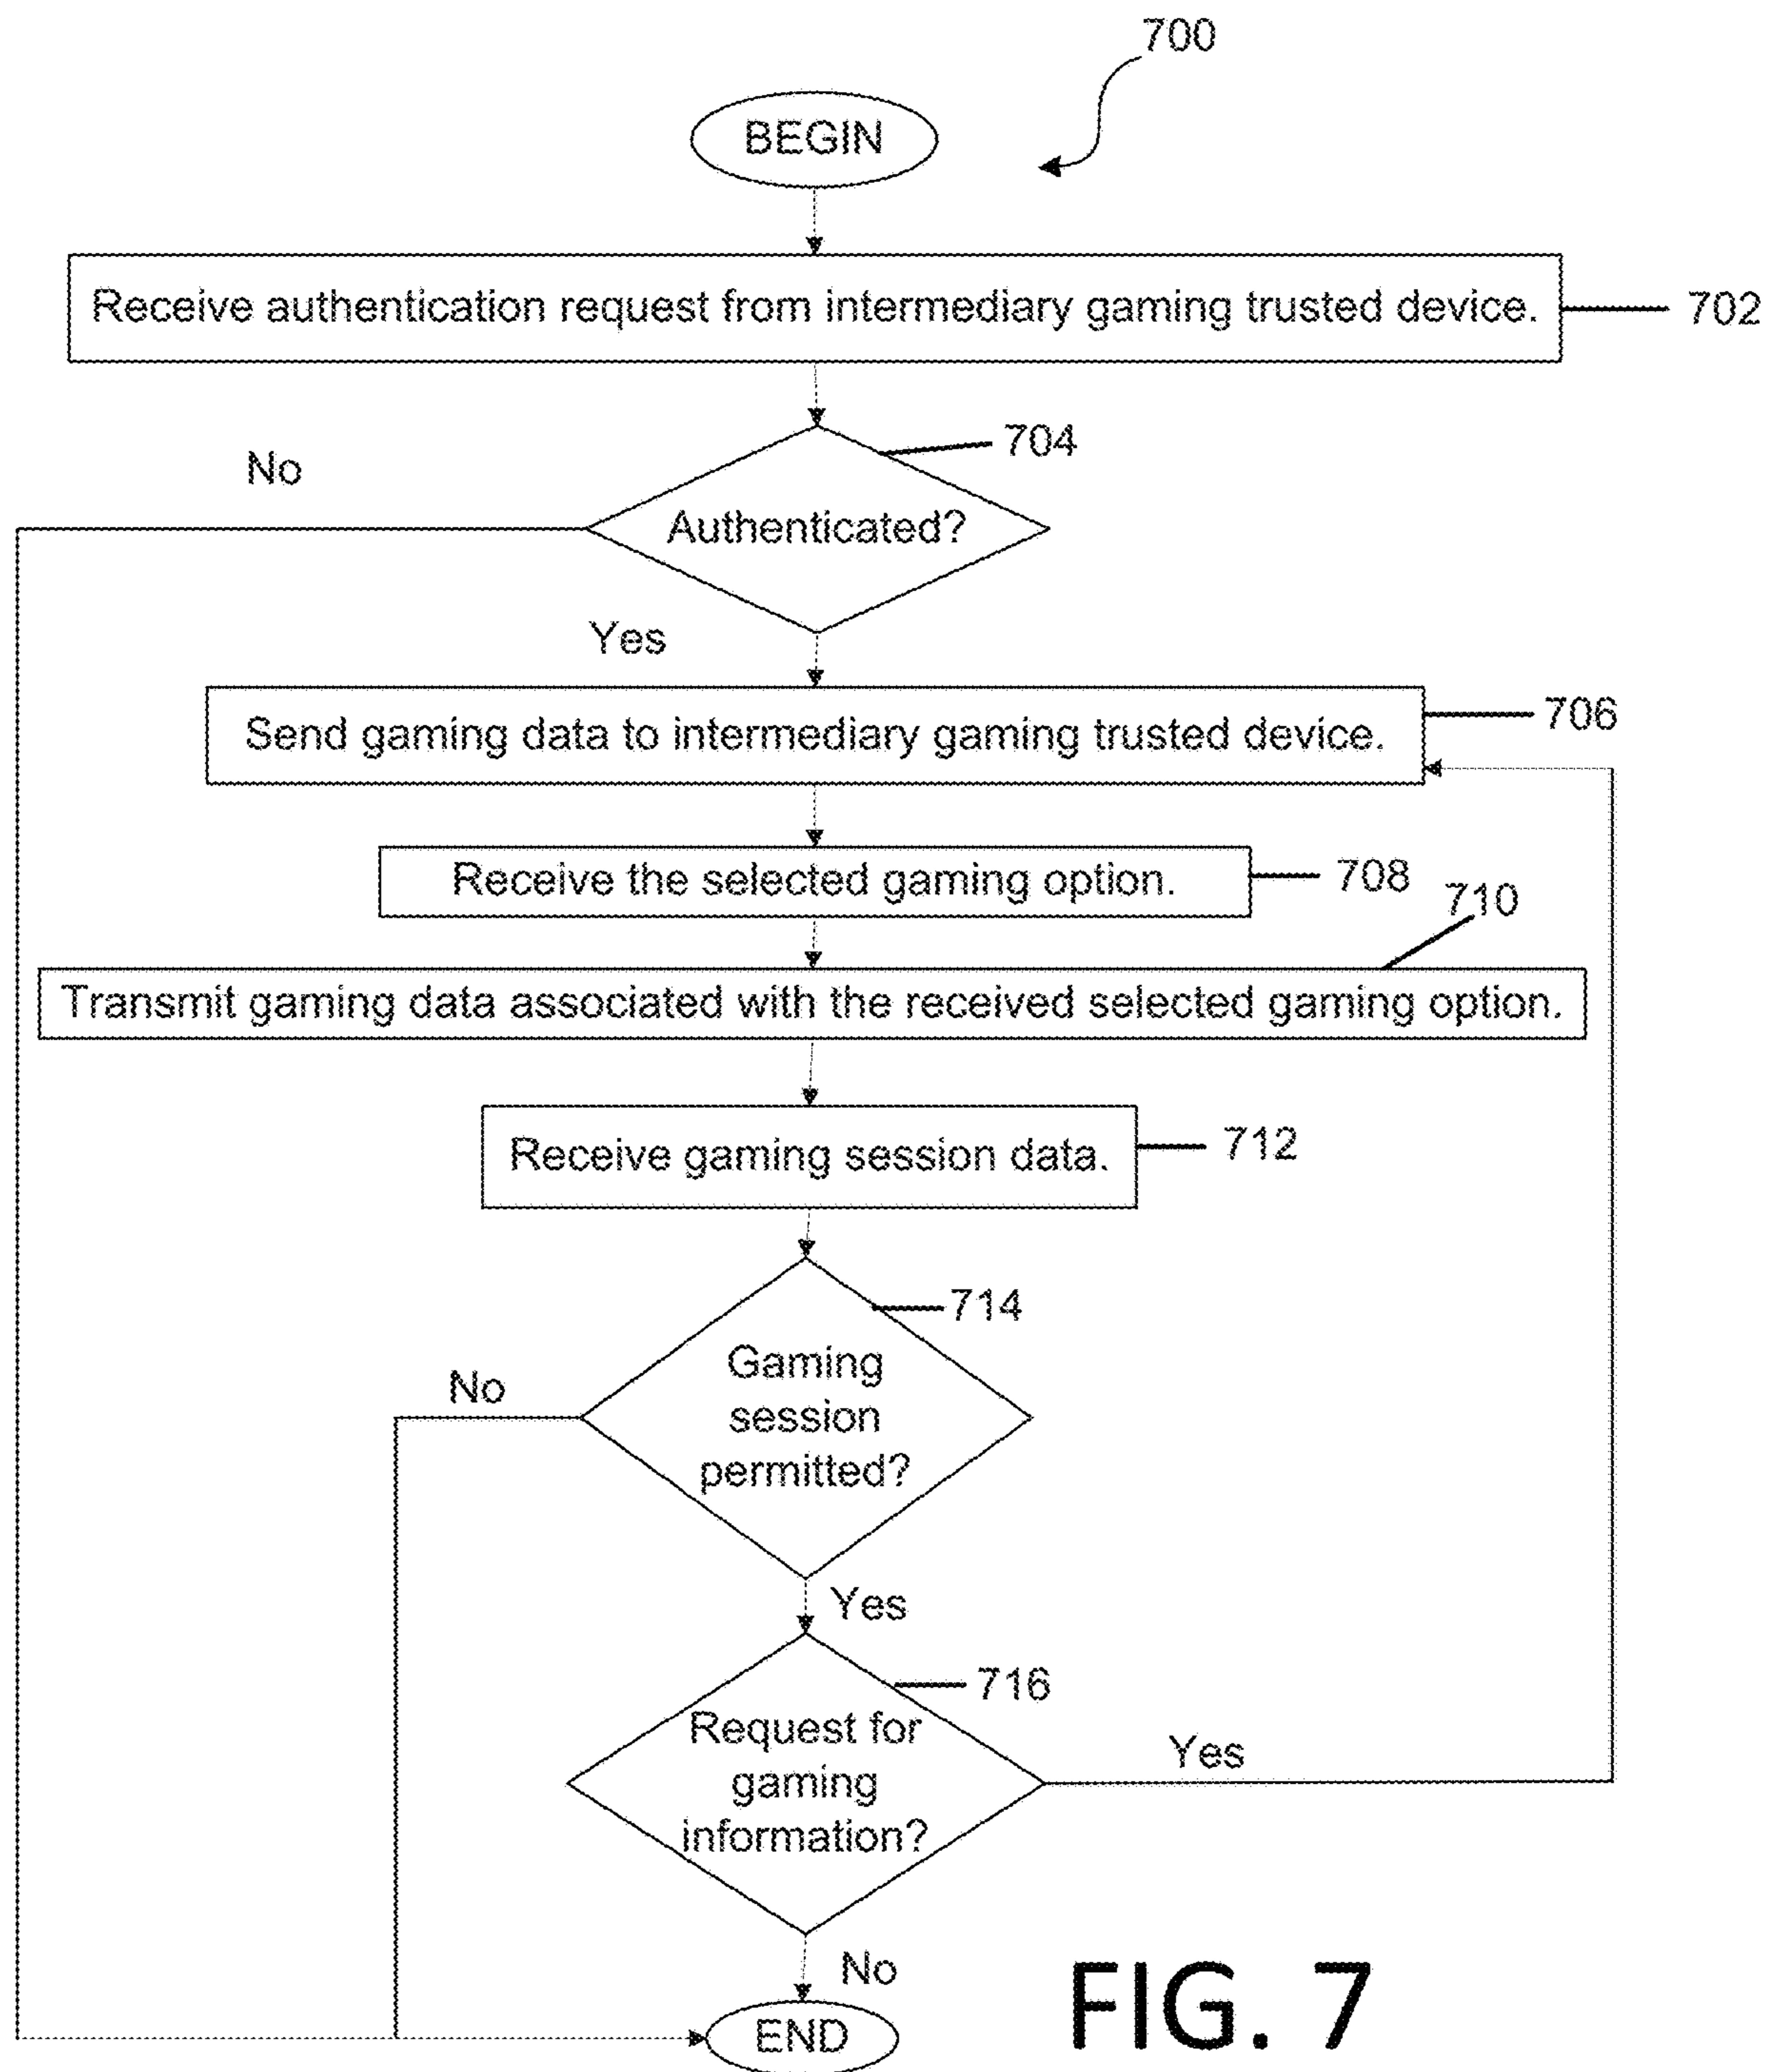 700
BEGIN
Receive authentication request from intermediary gaming trusted device.
702
704
No
Authenticated?
Yes
Send gaming data to intermediary gaming trusted device.
706
Receive the selected gaming option.
708
710
Transmit gaming data associated with the received selected gaming option.
Receive gaming session data.
712
714
No
Gaming
session
permitted?
Yes
716
Request for
gaming
information?
Yes
No
END
FIG. 7